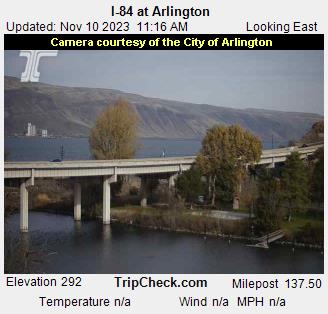 I-84 at Arlington
Updated: Nov 10 2023 11:16 AM Looking East
Camera courtesy of the City of Arlington
Elevation 292 TripCheck.com Milepost 137.50
Temperature n/a Wind n/a MPH n/a